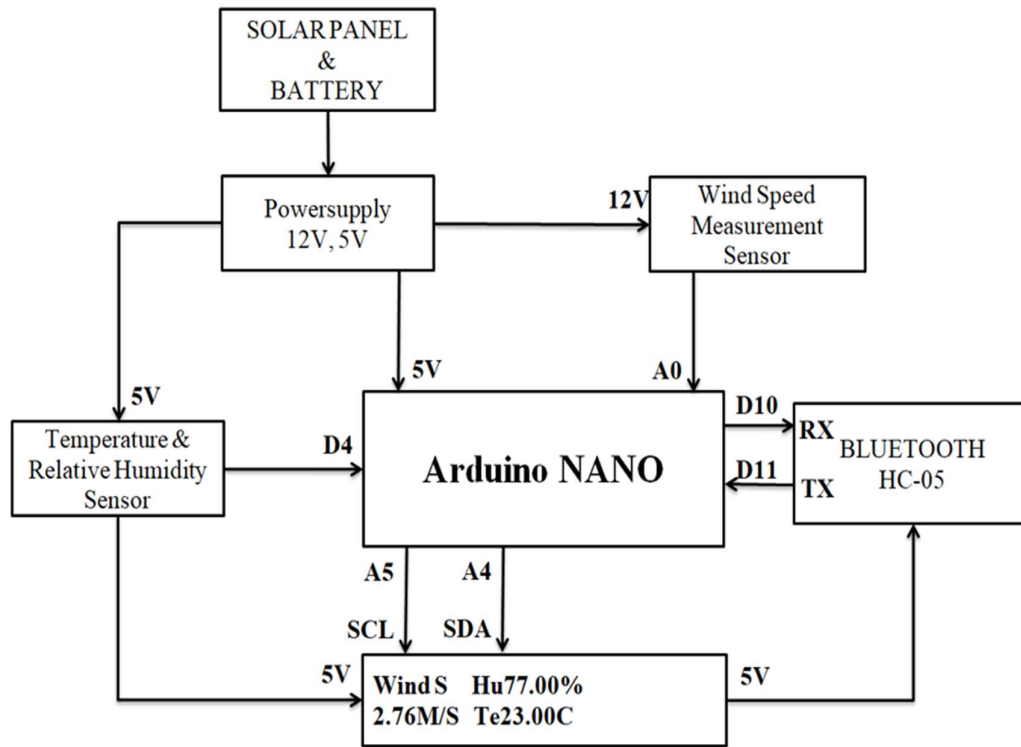 SOLAR PANEL
&
BATTERY
Powersupply
12V, 5V
12V
Wind Speed
Measurement
Sensor
5V
5V
A0
Temperature &
Relative Humidity
Sensor
D4
Arduino NANO
D10
D11
RX
TX
BLUETOOTH
HC-05
A5
A4
SCL
SDA
5V
Wind S Hu77.00%
2.76M/S Te23.00C
5V